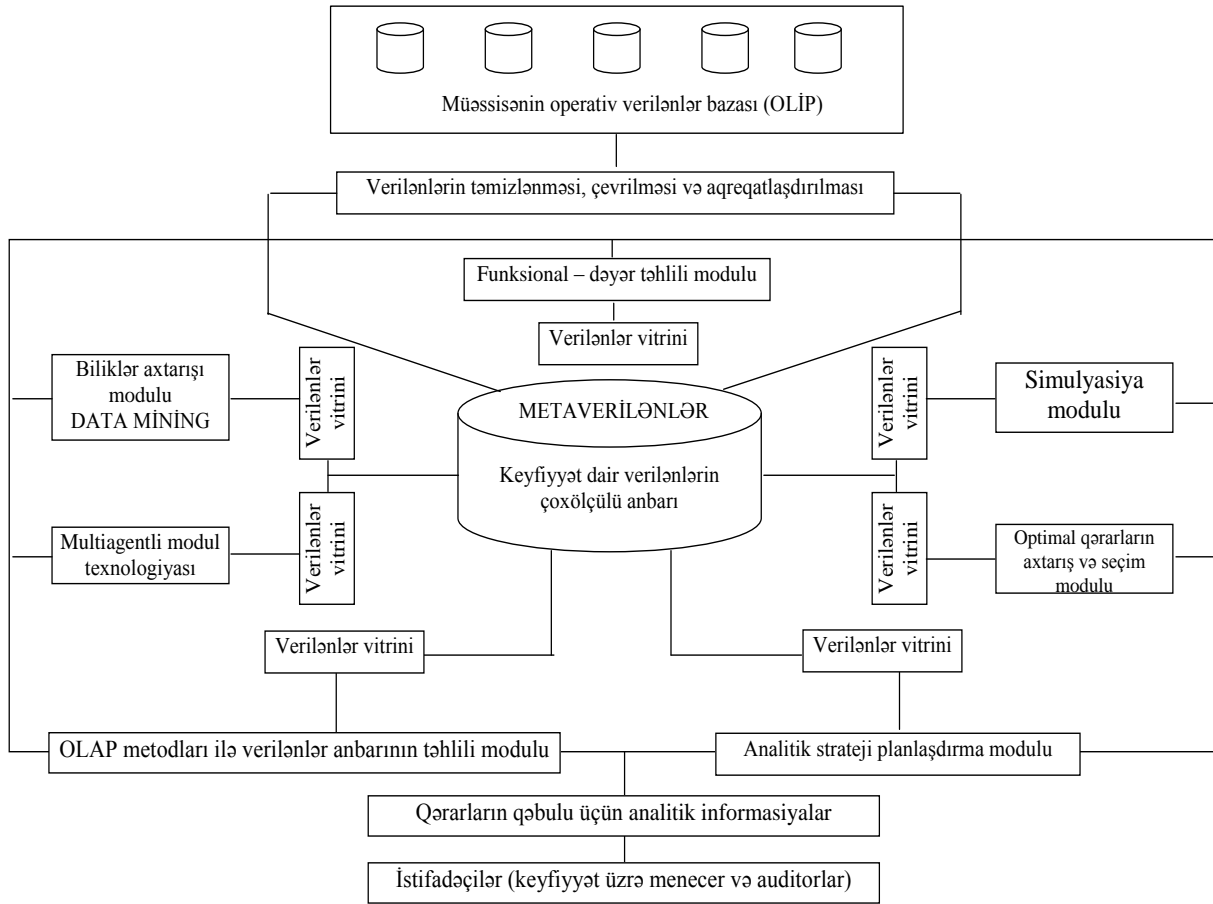 Müəssisənin operativ verilənlər bazası (OLİP)
Verilənlərin təmizlənməsi, çevrilməsi və aqreqatlaşdırılması
Funksional – dəyər təhlili modulu
Verilənlər vitrini
Biliklər axtarışı
modulu
DATA MİNİNG
Verilənlər
vitrini
METAVERİLƏNLƏR
Keyfiyyət dair verilənlərin
çoxölçülü anbarı
Verilənlər
vitrini
Simulyasiya
modulu
Multiagentli modul
texnologiyası
Verilənlər
vitrini
Verilənlər
vitrini
Optimal qərarların
axtarış və seçim
modulu
Verilənlər vitrini
Verilənlər vitrini
OLAP metodları ilə verilənlər anbarının təhlili modulu
Analitik strateji planlaşdırma modulu
Qərarların qəbulu üçün analitik informasiyalar
İstifadəçilər (keyfiyyət üzrə menecer və auditorlar)